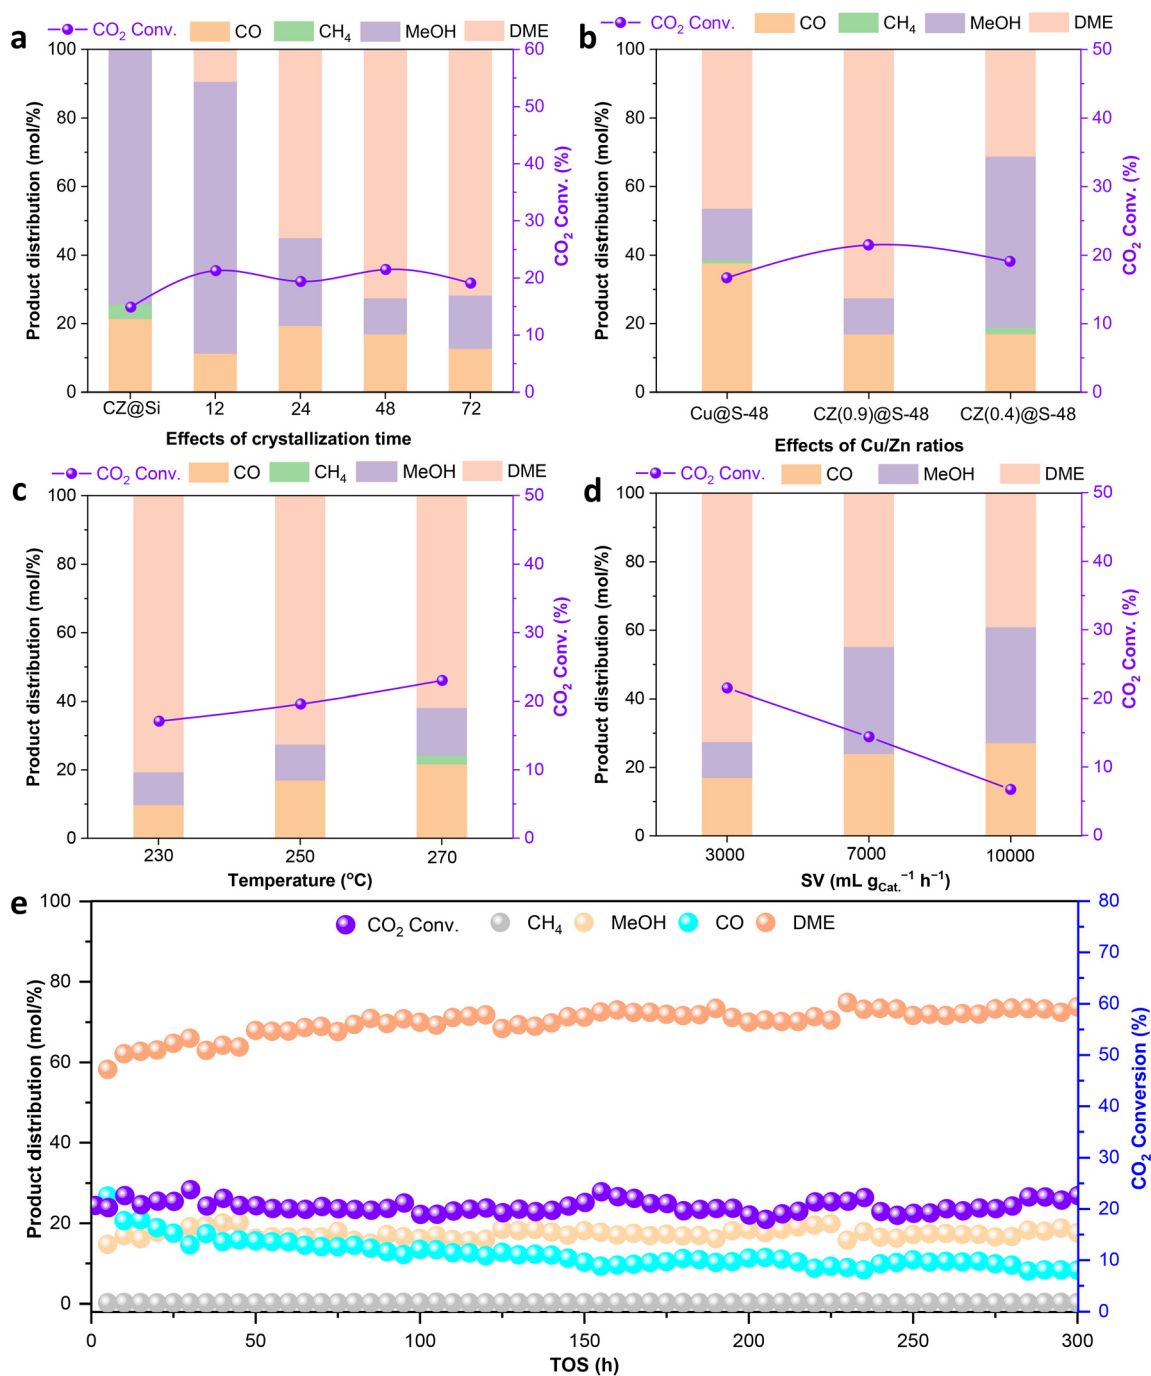 a
CO₂ Conv. CO CH₄ MeOH DME
100
80
60
40
20
0
Product distribution (mol/%)
60
50
40
30
20
10
0
CO₂ Conv. (%)
CZ@Si 12 24 48 72
Effects of crystallization time
b
CO₂ Conv. CO CH₄ MeOH DME
100
80
60
40
20
0
Product distribution (mol/%)
50
40
30
20
10
0
CO₂ Conv. (%)
Cu@S-48 CZ(0.9)@S-48 CZ(0.4)@S-48
Effects of Cu/Zn ratios
c
CO₂ Conv. CO CH₄ MeOH DME
100
80
60
40
20
0
Product distribution (mol/%)
50
40
30
20
10
0
CO₂ Conv. (%)
230 250 270
Temperature (°C)
d
CO₂ Conv. CO MeOH DME
100
80
60
40
20
0
Product distribution (mol/%)
50
40
30
20
10
0
CO₂ Conv. (%)
3000 7000 10000
SV (mL g_Cat.⁻¹ h⁻¹)
e
CO₂ Conv. CH₄ MeOH CO DME
100
80
60
40
20
0
Product distribution (mol/%)
80
70
60
50
40
30
20
10
0
CO₂ Conversion (%)
0 50 100 150 200 250 300
TOS (h)